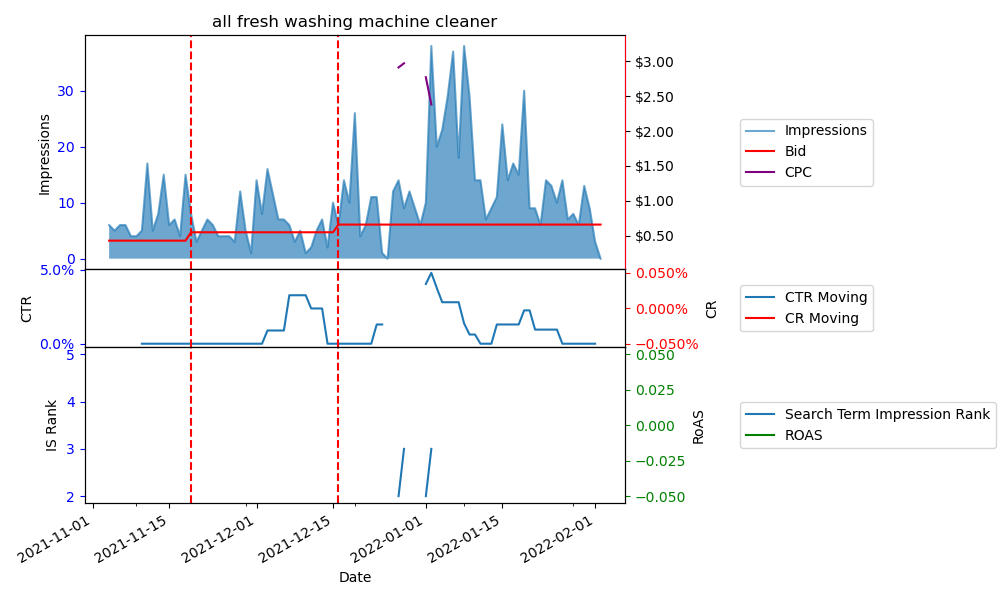 all fresh washing machine cleaner
Impressions
30
20
10
0
$3.00
$2.50
$2.00
$1.50
$1.00
$0.50
Impressions
Bid
CPC
CTR
5.0%
0.0%
0.050%
0.000%
−0.050%
CR
CTR Moving
CR Moving
IS Rank
5
4
3
2
0.050
0.025
0.000
−0.025
−0.050
RoAS
Search Term Impression Rank
ROAS
2021-11-01
2021-11-15
2021-12-01
2021-12-15
2022-01-01
2022-01-15
2022-02-01
Date